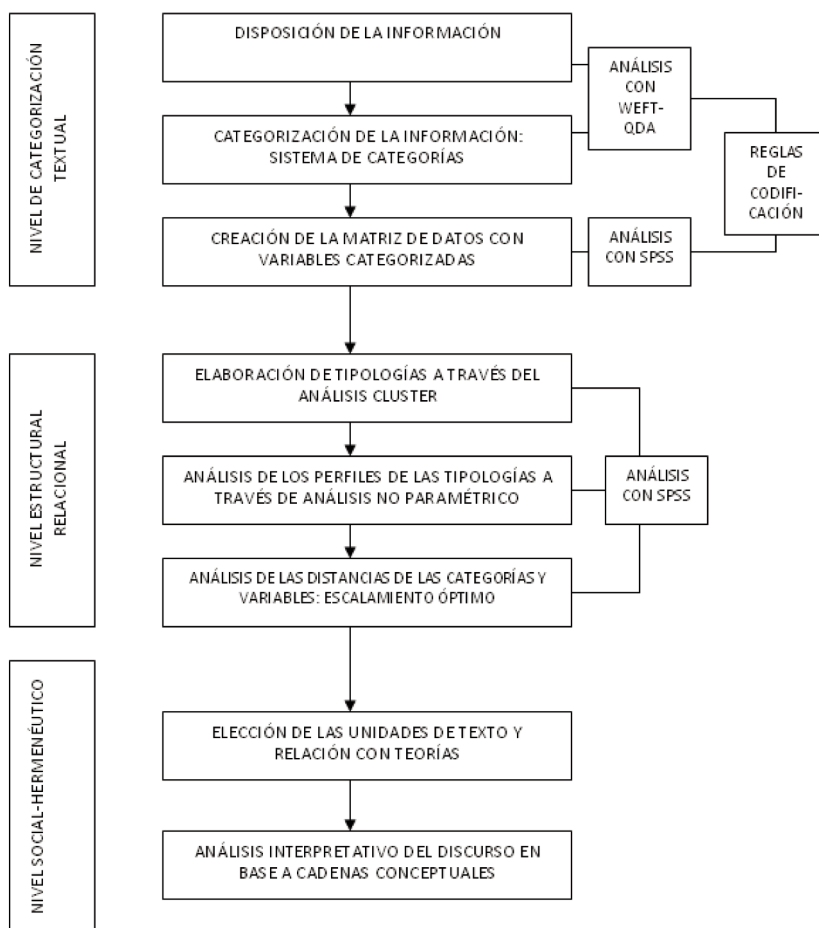 NIVEL DE CATEGORIZACIÓN
TEXTUAL
DISPOSICIÓN DE LA INFORMACIÓN
CATEGORIZACIÓN DE LA INFORMACIÓN:
SISTEMA DE CATEGORÍAS
CREACIÓN DE LA MATRIZ DE DATOS CON
VARIABLES CATEGORIZADAS
ANÁLISIS
CON
WEFT-
QDA
ANÁLISIS
CON SPSS
REGLAS
DE
CODIFI-
CACIÓN
NIVEL ESTRUCTURAL
RELACIONAL
ELABORACIÓN DE TIPOLOGÍAS A TRAVÉS DEL
ANÁLISIS CLUSTER
ANÁLISIS DE LOS PERFILES DE LAS TIPOLOGÍAS A
TRAVÉS DE ANÁLISIS NO PARAMÉTRICO
ANÁLISIS DE LAS DISTANCIAS DE LAS CATEGORÍAS Y
VARIABLES: ESCALAMIENTO ÓPTIMO
ANÁLISIS
CON SPSS
NIVEL SOCIAL-HERMENÉUTICO
ELECCIÓN DE LAS UNIDADES DE TEXTO Y
RELACIÓN CON TEORÍAS
ANÁLISIS INTERPRETATIVO DEL DISCURSO EN
BASE A CADENAS CONCEPTUALES